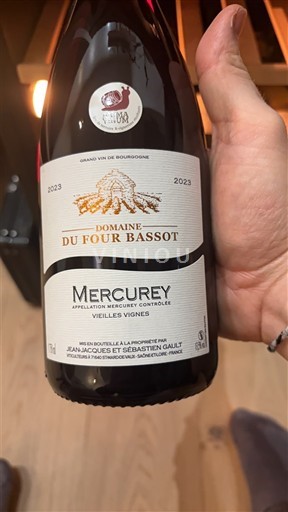 GRAND VIN DE BOURGOGNE
2023 2023
DOMAINE
DU FOUR BASSOT
VINIOU
MERCUREY
APPELLATION MERCUREY CONTRÔLÉE
VIEILLES VIGNES
MIS EN BOUTEILLE À LA PROPRIÉTÉ PAR
JEAN-JACQUES ET SÉBASTIEN GAULT